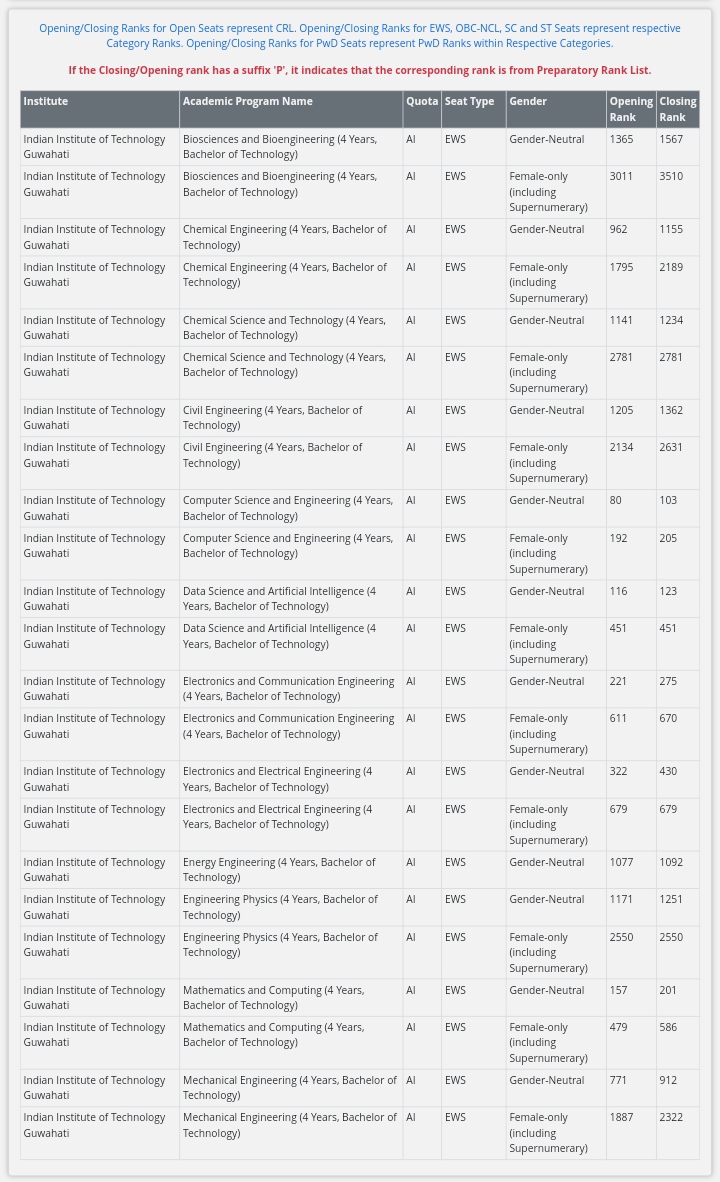 Opening/Closing Ranks for Open Seats represent CRL. Opening/Closing Ranks for EWS, OBC-NCL, SC and ST Seats represent respective
Category Ranks. Opening/Closing Ranks for PwD Seats represent PwD Ranks within Respective Categories.
If the Closing/Opening rank has a suffix 'P', it indicates that the corresponding rank is from Preparatory Rank List.
Institute Academic Program Name Quota Seat Type Gender Opening Closing
Rank Rank
Indian Institute of Technology Biosciences and Bioengineering (4 Years, AI EWS Gender-Neutral 1365 1567
Guwahati Bachelor of Technology)
Indian Institute of Technology Biosciences and Bioengineering (4 Years, AI EWS Female-only 3011 3510
Guwahati Bachelor of Technology) (including
Supernumerary)
Indian Institute of Technology Chemical Engineering (4 Years, Bachelor of AI EWS Gender-Neutral 962 1155
Guwahati Technology)
Indian Institute of Technology Chemical Engineering (4 Years, Bachelor of AI EWS Female-only 1795 2189
Guwahati Technology) (including
Supernumerary)
Indian Institute of Technology Chemical Science and Technology (4 Years, AI EWS Gender-Neutral 1141 1234
Guwahati Bachelor of Technology)
Indian Institute of Technology Chemical Science and Technology (4 Years, AI EWS Female-only 2781 2781
Guwahati Bachelor of Technology) (including
Supernumerary)
Indian Institute of Technology Civil Engineering (4 Years, Bachelor of AI EWS Gender-Neutral 1205 1362
Guwahati Technology)
Indian Institute of Technology Civil Engineering (4 Years, Bachelor of AI EWS Female-only 2134 2631
Guwahati Technology) (including
Supernumerary)
Indian Institute of Technology Computer Science and Engineering (4 Years, AI EWS Gender-Neutral 80 103
Guwahati Bachelor of Technology)
Indian Institute of Technology Computer Science and Engineering (4 Years, AI EWS Female-only 192 205
Guwahati Bachelor of Technology) (including
Supernumerary)
Indian Institute of Technology Data Science and Artificial Intelligence (4 AI EWS Gender-Neutral 116 123
Guwahati Years, Bachelor of Technology)
Indian Institute of Technology Data Science and Artificial Intelligence (4 AI EWS Female-only 451 451
Guwahati Years, Bachelor of Technology) (including
Supernumerary)
Indian Institute of Technology Electronics and Communication Engineering AI EWS Gender-Neutral 221 275
Guwahati (4 Years, Bachelor of Technology)
Indian Institute of Technology Electronics and Communication Engineering AI EWS Female-only 611 670
Guwahati (4 Years, Bachelor of Technology) (including
Supernumerary)
Indian Institute of Technology Electronics and Electrical Engineering (4 AI EWS Gender-Neutral 322 430
Guwahati Years, Bachelor of Technology)
Indian Institute of Technology Electronics and Electrical Engineering (4 AI EWS Female-only 679 679
Guwahati Years, Bachelor of Technology) (including
Supernumerary)
Indian Institute of Technology Energy Engineering (4 Years, Bachelor of AI EWS Gender-Neutral 1077 1092
Guwahati Technology)
Indian Institute of Technology Engineering Physics (4 Years, Bachelor of AI EWS Gender-Neutral 1171 1251
Guwahati Technology)
Indian Institute of Technology Engineering Physics (4 Years, Bachelor of AI EWS Female-only 2550 2550
Guwahati Technology) (including
Supernumerary)
Indian Institute of Technology Mathematics and Computing (4 Years, AI EWS Gender-Neutral 157 201
Guwahati Bachelor of Technology)
Indian Institute of Technology Mathematics and Computing (4 Years, AI EWS Female-only 479 586
Guwahati Bachelor of Technology) (including
Supernumerary)
Indian Institute of Technology Mechanical Engineering (4 Years, Bachelor of AI EWS Gender-Neutral 771 912
Guwahati Technology)
Indian Institute of Technology Mechanical Engineering (4 Years, Bachelor of AI EWS Female-only 1887 2322
Guwahati Technology) (including
Supernumerary)